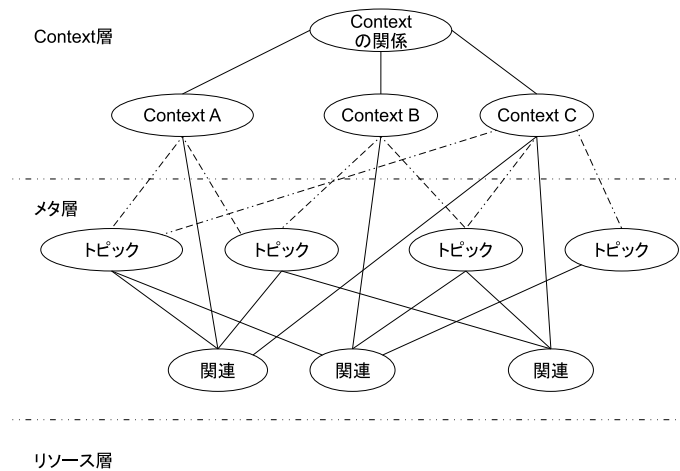 Context層
Context
の関係
Context A
Context B
Context C
メタ層
トピック
トピック
トピック
トピック
関連
関連
関連
リソース層